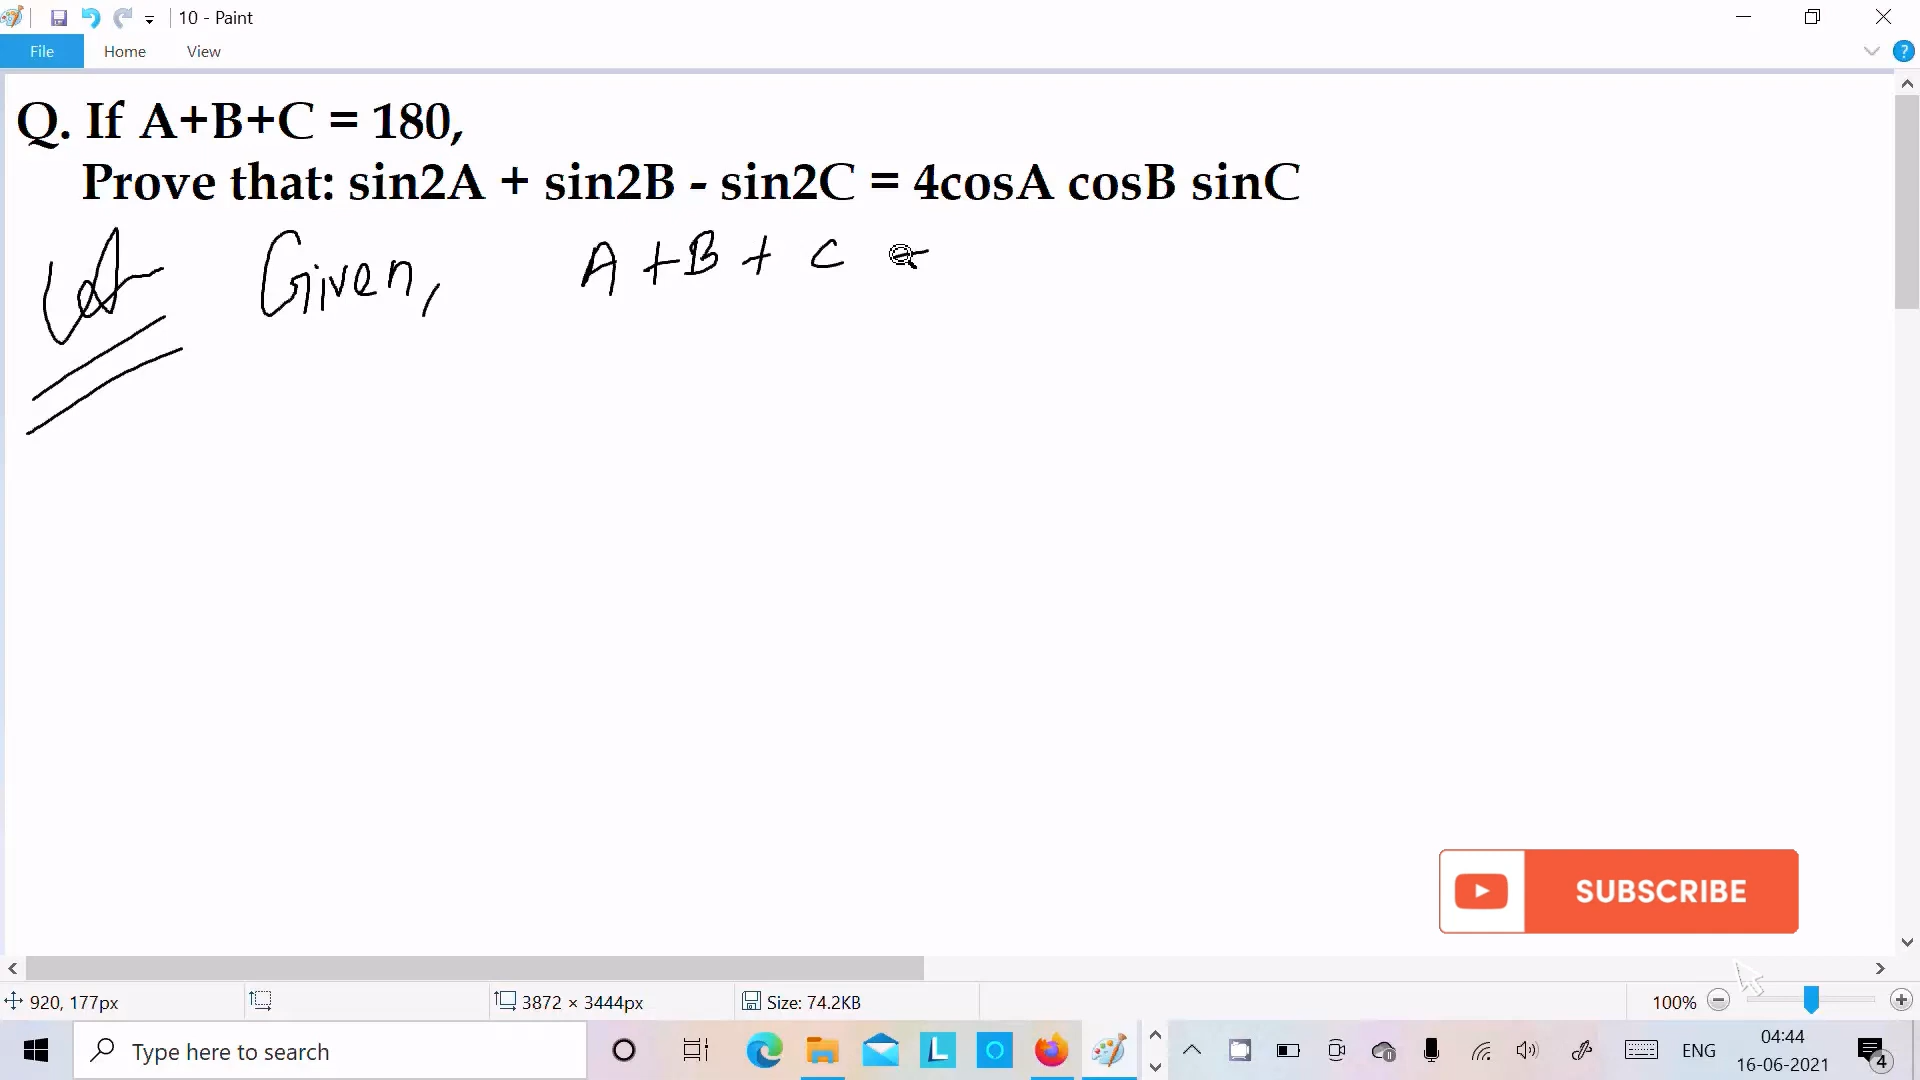 10 - Paint
File Home View
Q. If A+B+C = 180,
Prove that: sin2A + sin2B - sin2C = 4cosA cosB sinC
Given, A + B + C
SUBSCRIBE
920, 177px 3872 × 3444px Size: 74.2KB 100%
Type here to search ENG 04:44
16-06-2021 4